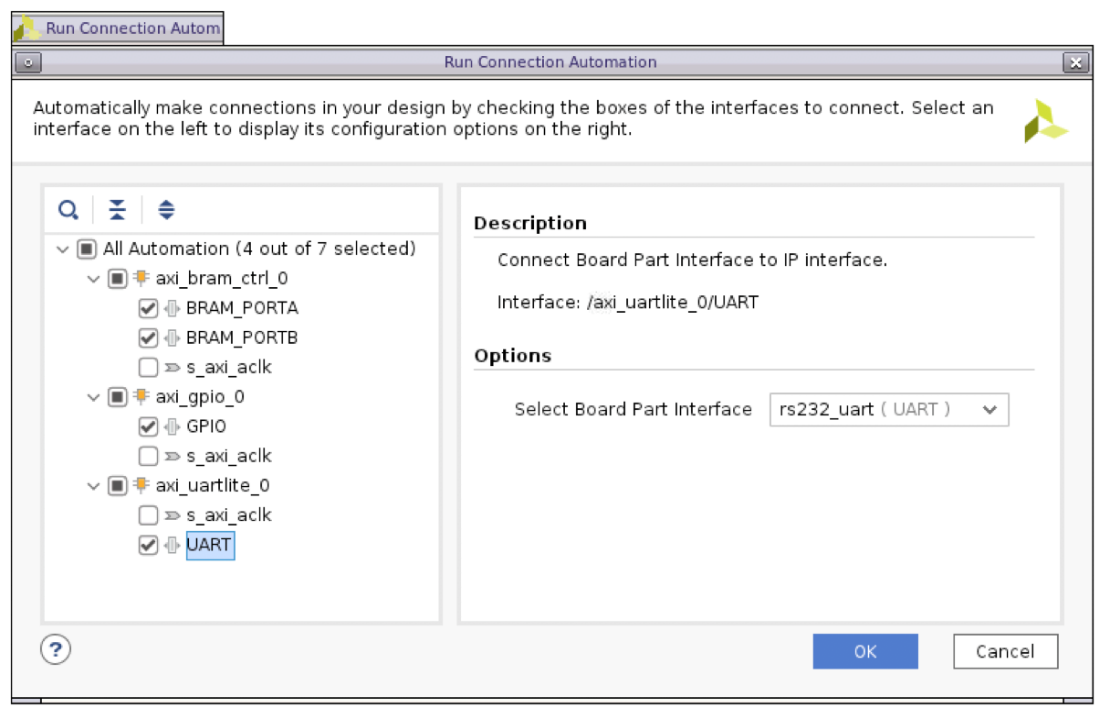 Run Connection Autom
Run Connection Automation
Automatically make connections in your design by checking the boxes of the interfaces to connect. Select an
interface on the left to display its configuration options on the right.
All Automation (4 out of 7 selected)
axi_bram_ctrl_0
BRAM_PORTA
BRAM_PORTB
s_axi_aclk
axi_gpio_0
GPIO
s_axi_aclk
axi_uartlite_0
s_axi_aclk
UART
Description
Connect Board Part Interface to IP interface.
Interface: /axi_uartlite_0/UART
Options
Select Board Part Interface rs232_uart ( UART )
?
OK
Cancel